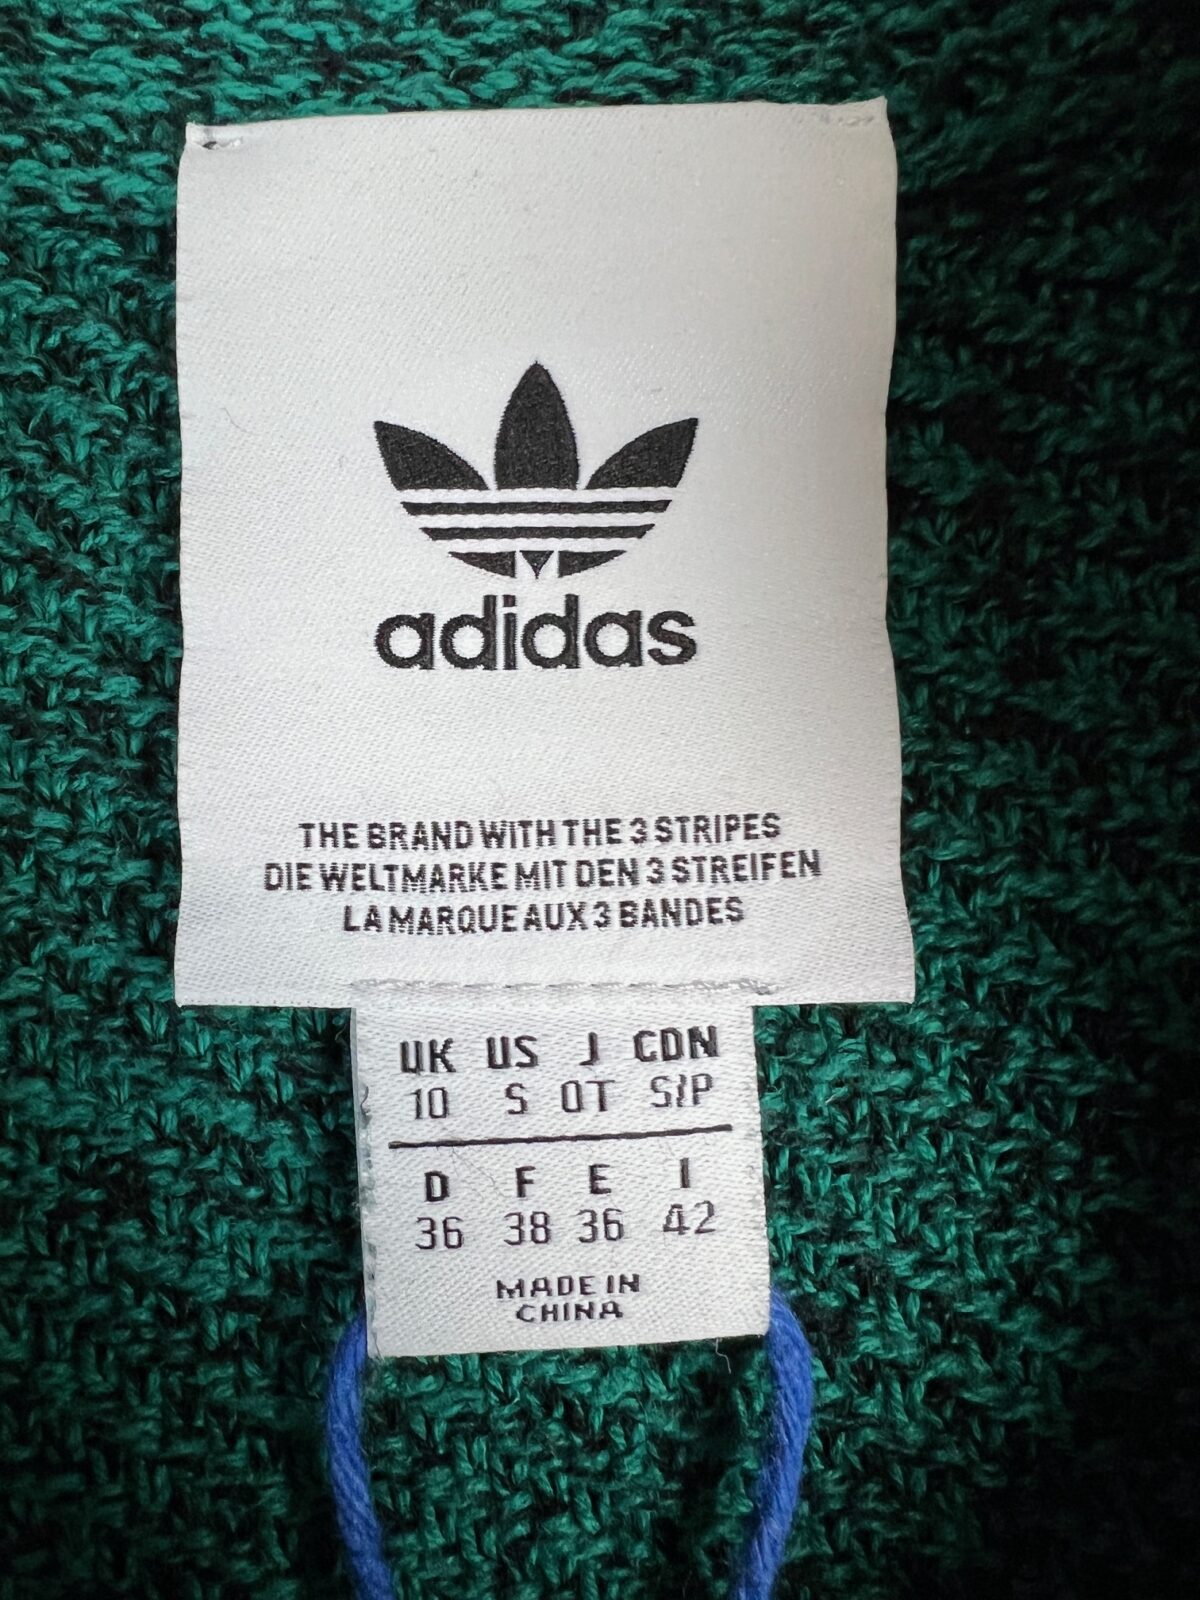 adidas
THE BRAND WITH THE 3 STRIPES
DIE WELTMARKE MIT DEN 3 STREIFEN
LA MARQUE AUX 3 BANDES
UK US J CDN
10 S OT S/P
D F E I
36 38 36 42
MADE IN
CHINA